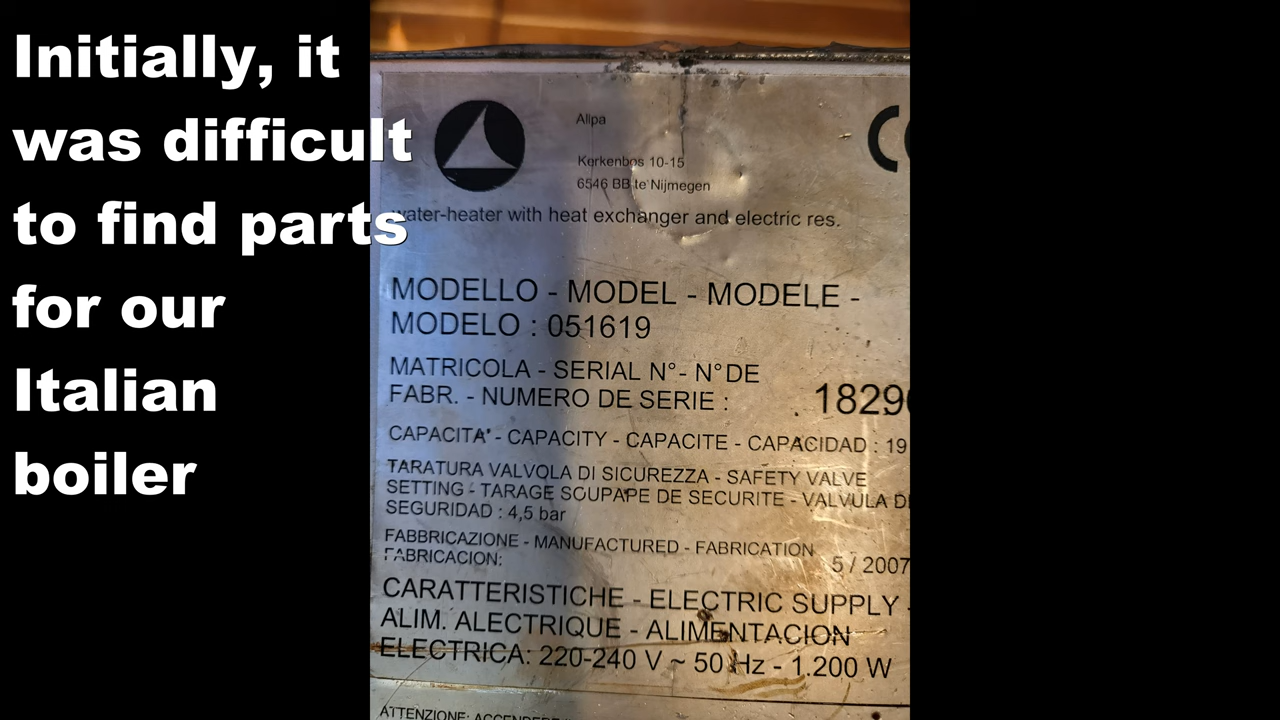 Initially, it
was difficult
to find parts
for our
Italian
boiler
Alipa
Kerkenbos 10-15
6546 BB te Nijmegen
water-heater with heat exchanger and electric res.
MODELLO - MODEL - MODELE -
MODELO : 051619
MATRICOLA - SERIAL N°- N°DE
FABR. - NUMERO DE SERIE :
1829
CAPACITA' - CAPACITY - CAPACITE - CAPACIDAD : 19
TARATURA VALVOLA DI SICUREZZA - SAFETY VALVE
SETTING - TARAGE SOUPAPE DE SECURITE - VALVULA
SEGURIDAD : 4,5 bar
FABBRICAZIONE - MANUFACTURED - FABRICATION
FABRICACION:
5 / 2007
CARATTERISTICHE - ELECTRIC SUPPLY -
ALIM. ALECTRIQUE - ALIMENTACION
ELECTRICA: 220-240 V ~ 50 Hz - 1.200 W
ATTENZIONE: